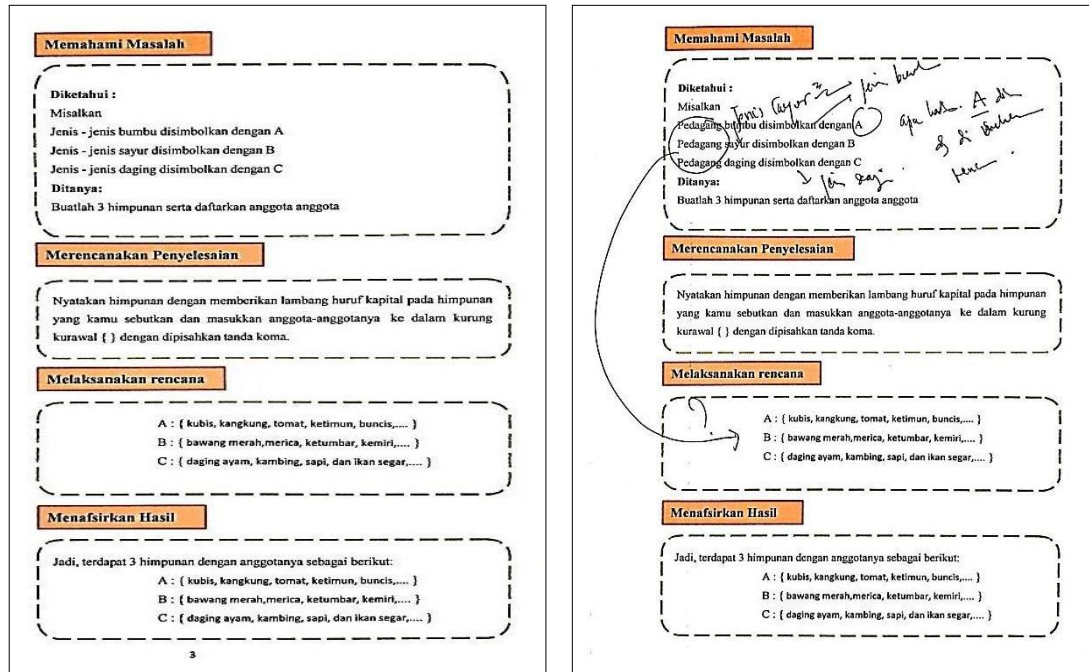 Memahami Masalah
Diketahui :
Misalkan
Jenis - jenis bumbu disimbolkan dengan A
Jenis - jenis sayur disimbolkan dengan B
Jenis - jenis daging disimbolkan dengan C
Ditanya:
Buatlah 3 himpunan serta daftarkan anggota anggota
Merencanakan Penyelesaian
Nyatakan himpunan dengan memberikan lambang huruf kapital pada himpunan
yang kamu sebutkan dan masukkan anggota-anggotanya ke dalam kurung
kurawal { } dengan dipisahkan tanda koma.
Melaksanakan rencana
A : { kubis, kangkung, tomat, ketimun, buncis,.... }
B : { bawang merah,merica, ketumbar, kemiri,.... }
C : { daging ayam, kambing, sapi, dan ikan segar,.... }
Menafsirkan Hasil
Jadi, terdapat 3 himpunan dengan anggotanya sebagai berikut:
A : { kubis, kangkung, tomat, ketimun, buncis,.... }
B : { bawang merah,merica, ketumbar, kemiri,.... }
C : { daging ayam, kambing, sapi, dan ikan segar,.... }
3
Memahami Masalah
Diketahui :
Misalkan
Jenis Sayur
Pedagang bumbu disimbolkan dengan A
Pedagang sayur disimbolkan dengan B
Pedagang daging disimbolkan dengan C
A
Ditanya:
Buatlah 3 himpunan serta daftarkan anggota anggota
Merencanakan Penyelesaian
Nyatakan himpunan dengan memberikan lambang huruf kapital pada himpunan
yang kamu sebutkan dan masukkan anggota-anggotanya ke dalam kurung
kurawal { } dengan dipisahkan tanda koma.
Melaksanakan rencana
?
A : { kubis, kangkung, tomat, ketimun, buncis,.... }
B : { bawang merah,merica, ketumbar, kemiri,.... }
C : { daging ayam, kambing, sapi, dan ikan segar,.... }
Menafsirkan Hasil
Jadi, terdapat 3 himpunan dengan anggotanya sebagai berikut:
A : { kubis, kangkung, tomat, ketimun, buncis,.... }
B : { bawang merah,merica, ketumbar, kemiri,.... }
C : { daging ayam, kambing, sapi, dan ikan segar,.... }